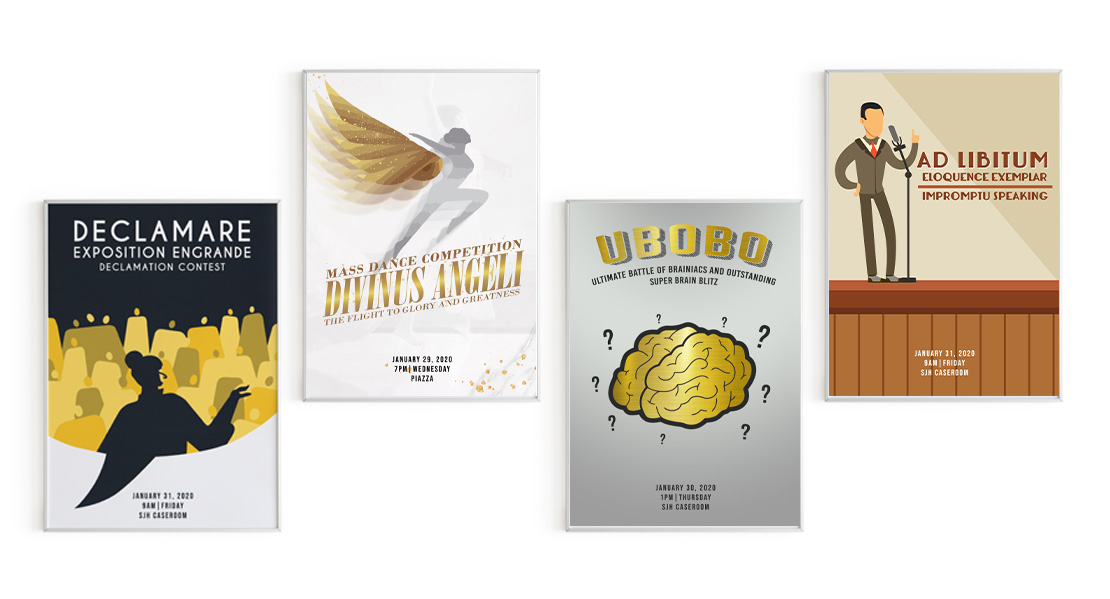 DECLAMARE
EXPOSITION ENGRANDE
DECLAMATION CONTEST
JANUARY 31, 2020
9AM | FRIDAY
SJH CASEROOM
MASS DANCE COMPETITION
DIVINUS ANGELI
THE FLIGHT TO GLORY AND GREATNESS
JANUARY 29, 2020
7PM | WEDNESDAY
PIAZZA
UBOBO
ULTIMATE BATTLE OF BRAINIACS AND OUTSTANDING
SUPER BRAIN BLITZ
? ? ? ? ? ? ? ? ? ?
JANUARY 30, 2020
1PM | THURSDAY
SJH CASEROOM
AD LIBITUM
ELOQUENCE EXEMPLAR
IMPROMPTU SPEAKING
JANUARY 31, 2020
9AM | FRIDAY
SJH CASEROOM